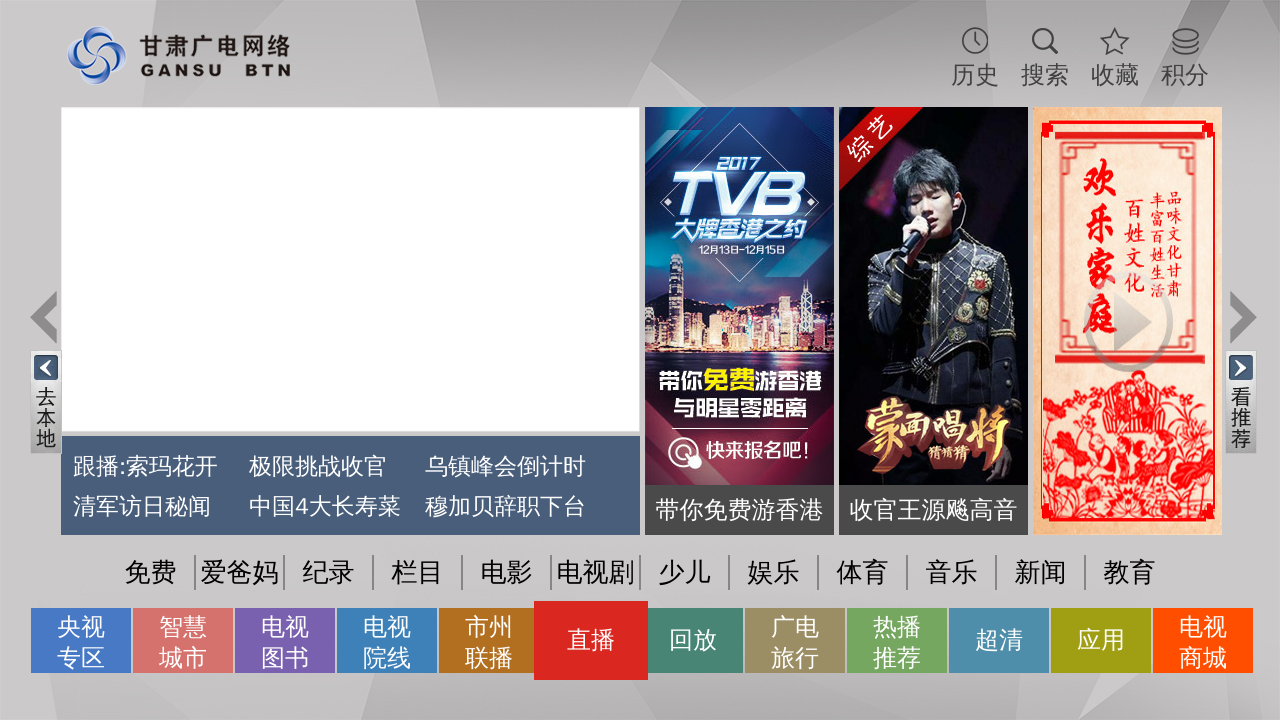 甘肃广电网络
GANSU BTN
历史
搜索
收藏
积分
2017
TVB
大牌香港之约
12月13日-12月15日
带你免费游香港
与明星零距离
快来报名吧!
带你免费游香港
综艺
蒙面唱将
猜猜猜
收官王源飚高音
欢乐家庭
百姓文化
丰富百姓生活
品味文化甘肃
去本地
看推荐
跟播:索玛花开
极限挑战收官
乌镇峰会倒计时
清军访日秘闻
中国4大长寿菜
穆加贝辞职下台
免费
爱爸妈
纪录
栏目
电影
电视剧
少儿
娱乐
体育
音乐
新闻
教育
央视
专区
智慧
城市
电视
图书
电视
院线
市州
联播
直播
回放
广电
旅行
热播
推荐
超清
应用
电视
商城